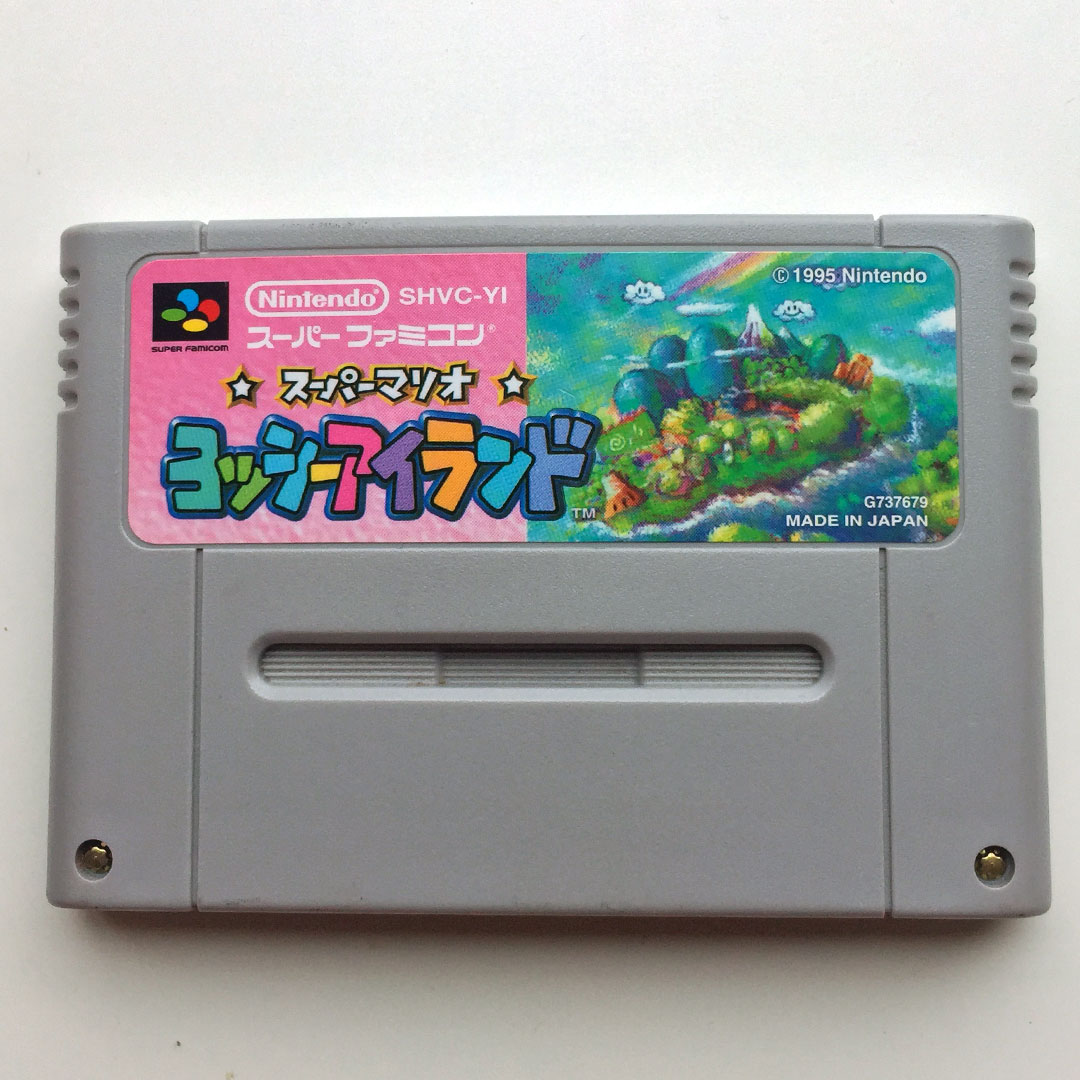 Nintendo® SHVC-YI
SUPER FAMICOM
スーパーファミコン®
スーパーマリオ
ヨッシーアイランド
TM
© 1995 Nintendo
G737679
MADE IN JAPAN